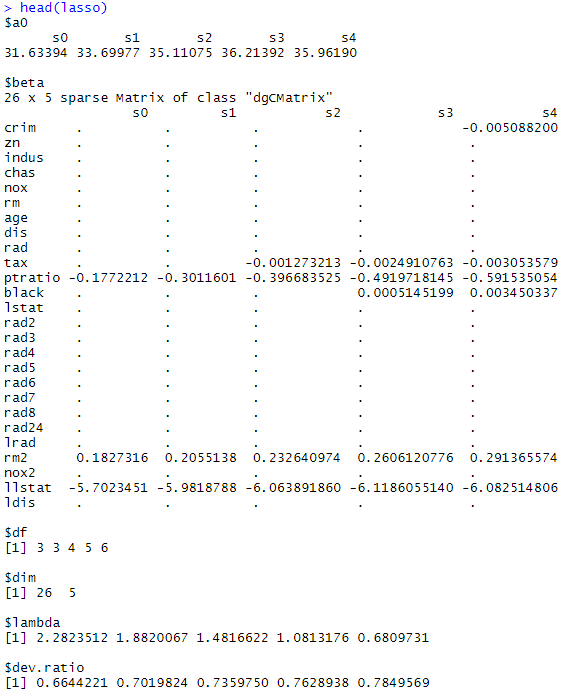 > head(lasso)
$a0
      s0       s1       s2       s3       s4
31.63394 33.69977 35.11075 36.21392 35.96190

$beta
26 x 5 sparse Matrix of class "dgCMatrix"
                s0         s1           s2            s3           s4
crim     .          .          .            .            -0.005088200
zn       .          .          .            .             .
indus    .          .          .            .             .
chas     .          .          .            .             .
nox      .          .          .            .             .
rm       .          .          .            .             .
age      .          .          .            .             .
dis      .          .          .            .             .
rad      .          .          .            .             .
tax      .          .         -0.001273213 -0.0024910763 -0.003053579
ptratio -0.1772212 -0.3011601 -0.396683525 -0.4919718145 -0.591535054
black    .          .          .            0.0005145199  0.003450337
lstat    .          .          .            .             .
rad2     .          .          .            .             .
rad3     .          .          .            .             .
rad4     .          .          .            .             .
rad5     .          .          .            .             .
rad6     .          .          .            .             .
rad7     .          .          .            .             .
rad8     .          .          .            .             .
rad24    .          .          .            .             .
lrad     .          .          .            .             .
rm2      0.1827316  0.2055138  0.232640974  0.2606120776  0.291365574
nox2     .          .          .            .             .
llstat  -5.7023451 -5.9818788 -6.063891860 -6.1186055140 -6.082514806
ldis     .          .          .            .             .

$df
[1] 3 3 4 5 6

$dim
[1] 26  5

$lambda
[1] 2.2823512 1.8820067 1.4816622 1.0813176 0.6809731

$dev.ratio
[1] 0.6644221 0.7019824 0.7359750 0.7628938 0.7849569